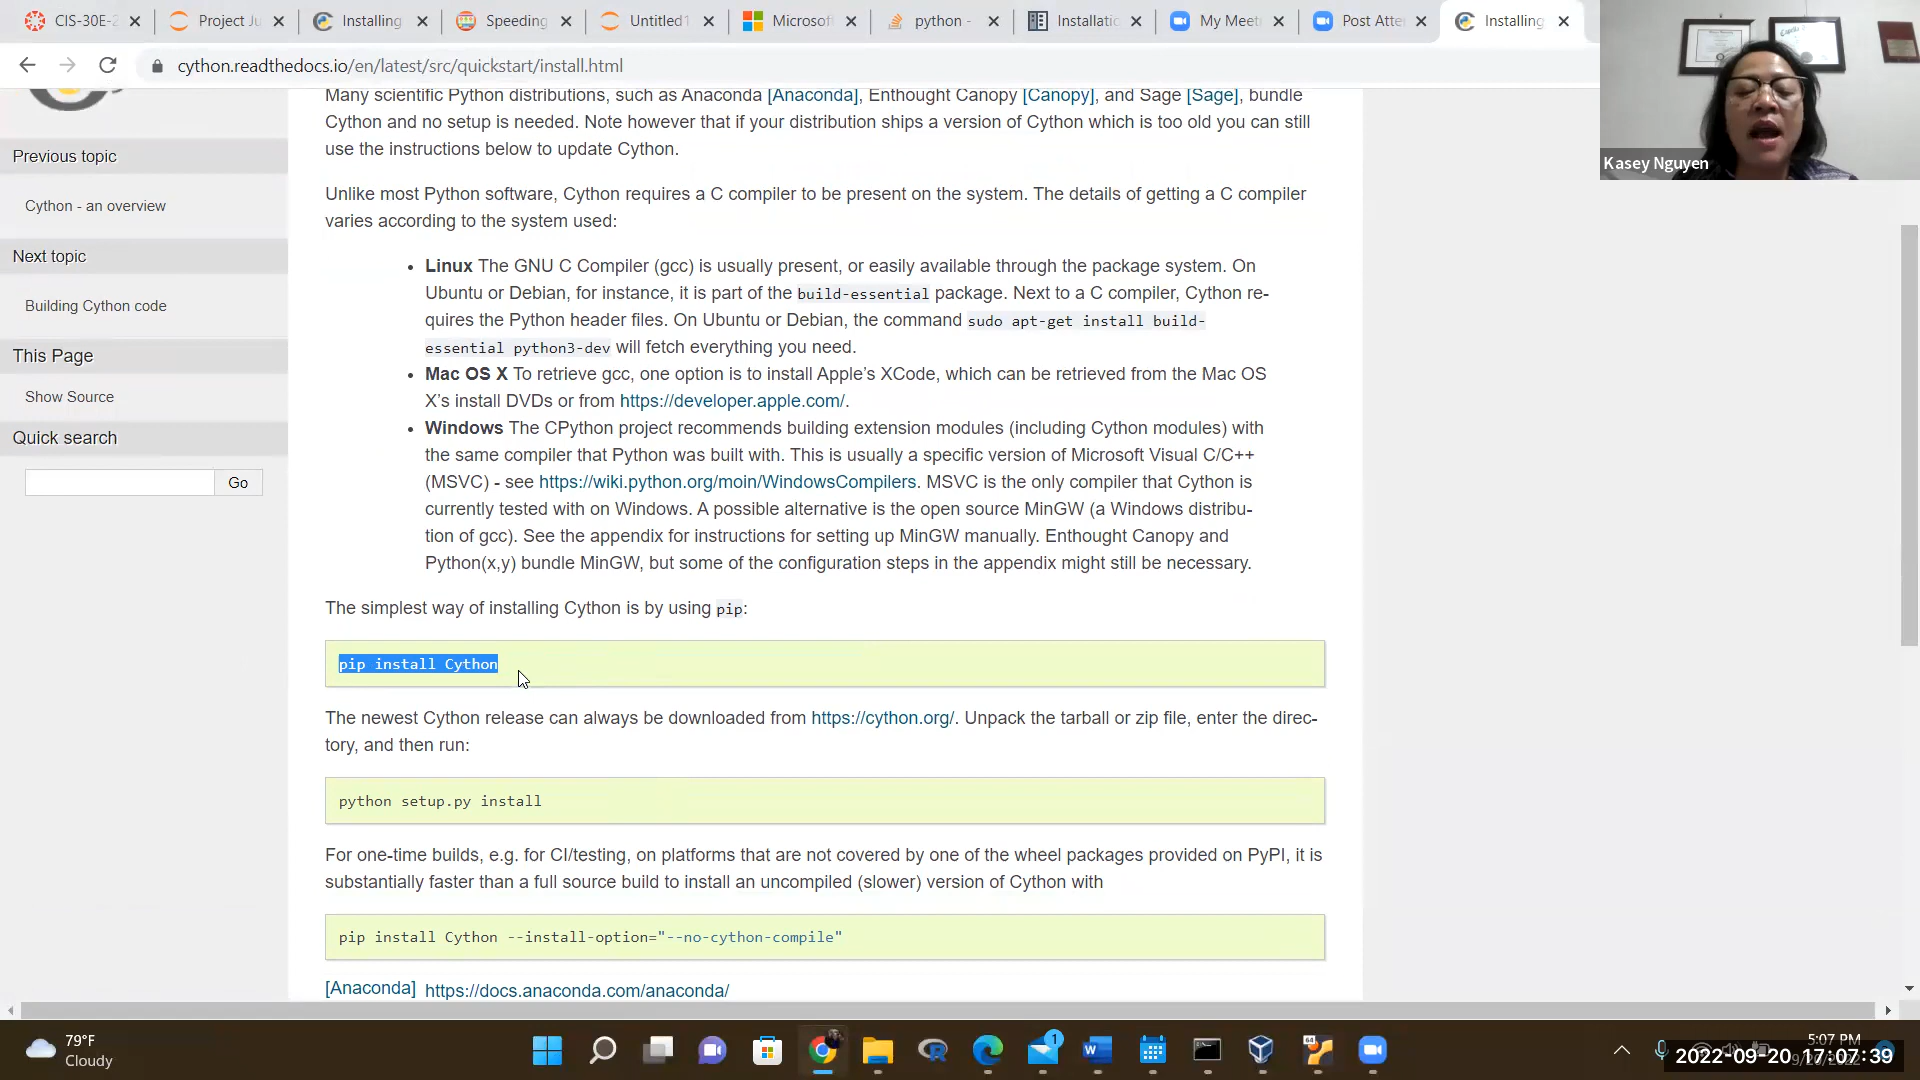 CIS-30E-2
Project Ju
Installing
Speeding
Untitled1
Microsof
python -
Installatio
My Meeti
Post Atte
Installing
cython.readthedocs.io/en/latest/src/quickstart/install.html
Kasey Nguyen
Previous topic
Cython - an overview
Next topic
Building Cython code
This Page
Show Source
Quick search
Go
Many scientific Python distributions, such as Anaconda [Anaconda], Enthought Canopy [Canopy], and Sage [Sage], bundle
Cython and no setup is needed. Note however that if your distribution ships a version of Cython which is too old you can still
use the instructions below to update Cython.
Unlike most Python software, Cython requires a C compiler to be present on the system. The details of getting a C compiler
varies according to the system used:
• Linux The GNU C Compiler (gcc) is usually present, or easily available through the package system. On
Ubuntu or Debian, for instance, it is part of the build-essential package. Next to a C compiler, Cython re-
quires the Python header files. On Ubuntu or Debian, the command sudo apt-get install build-
essential python3-dev will fetch everything you need.
• Mac OS X To retrieve gcc, one option is to install Apple's XCode, which can be retrieved from the Mac OS
X's install DVDs or from https://developer.apple.com/.
• Windows The CPython project recommends building extension modules (including Cython modules) with
the same compiler that Python was built with. This is usually a specific version of Microsoft Visual C/C++
(MSVC) - see https://wiki.python.org/moin/WindowsCompilers. MSVC is the only compiler that Cython is
currently tested with on Windows. A possible alternative is the open source MinGW (a Windows distribu-
tion of gcc). See the appendix for instructions for setting up MinGW manually. Enthought Canopy and
Python(x,y) bundle MinGW, but some of the configuration steps in the appendix might still be necessary.
The simplest way of installing Cython is by using pip:
pip install Cython
The newest Cython release can always be downloaded from https://cython.org/. Unpack the tarball or zip file, enter the direc-
tory, and then run:
python setup.py install
For one-time builds, e.g. for CI/testing, on platforms that are not covered by one of the wheel packages provided on PyPI, it is
substantially faster than a full source build to install an uncompiled (slower) version of Cython with
pip install Cython --install-option="--no-cython-compile"
[Anaconda] https://docs.anaconda.com/anaconda/
79°F
Cloudy
1
64
5:07 PM
2022-09-20 17:07:39